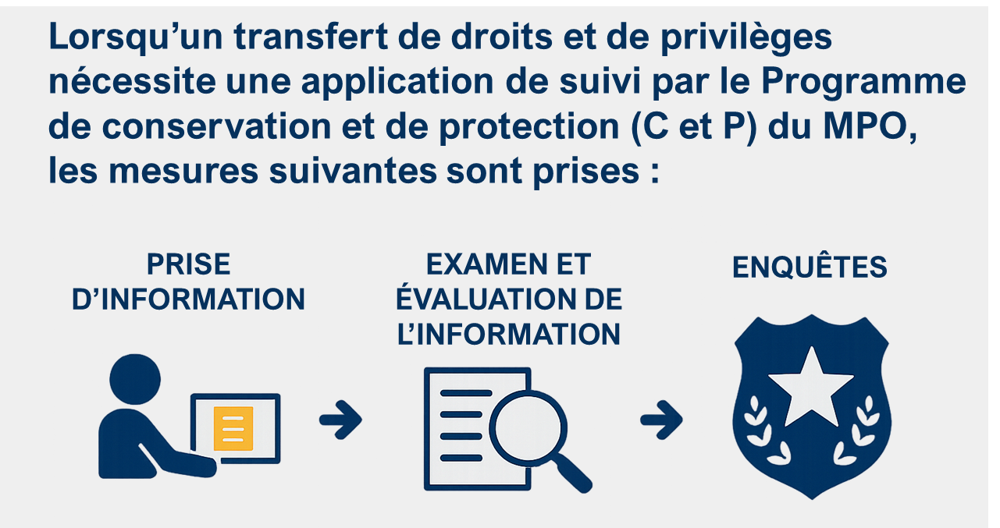 Lorsqu’un transfert de droits et de privilèges
nécessite une application de suivi par le Programme
de conservation et de protection (C et P) du MPO,
les mesures suivantes sont prises :
PRISE
D’INFORMATION
EXAMEN ET
ÉVALUATION DE
L’INFORMATION
ENQUÊTES